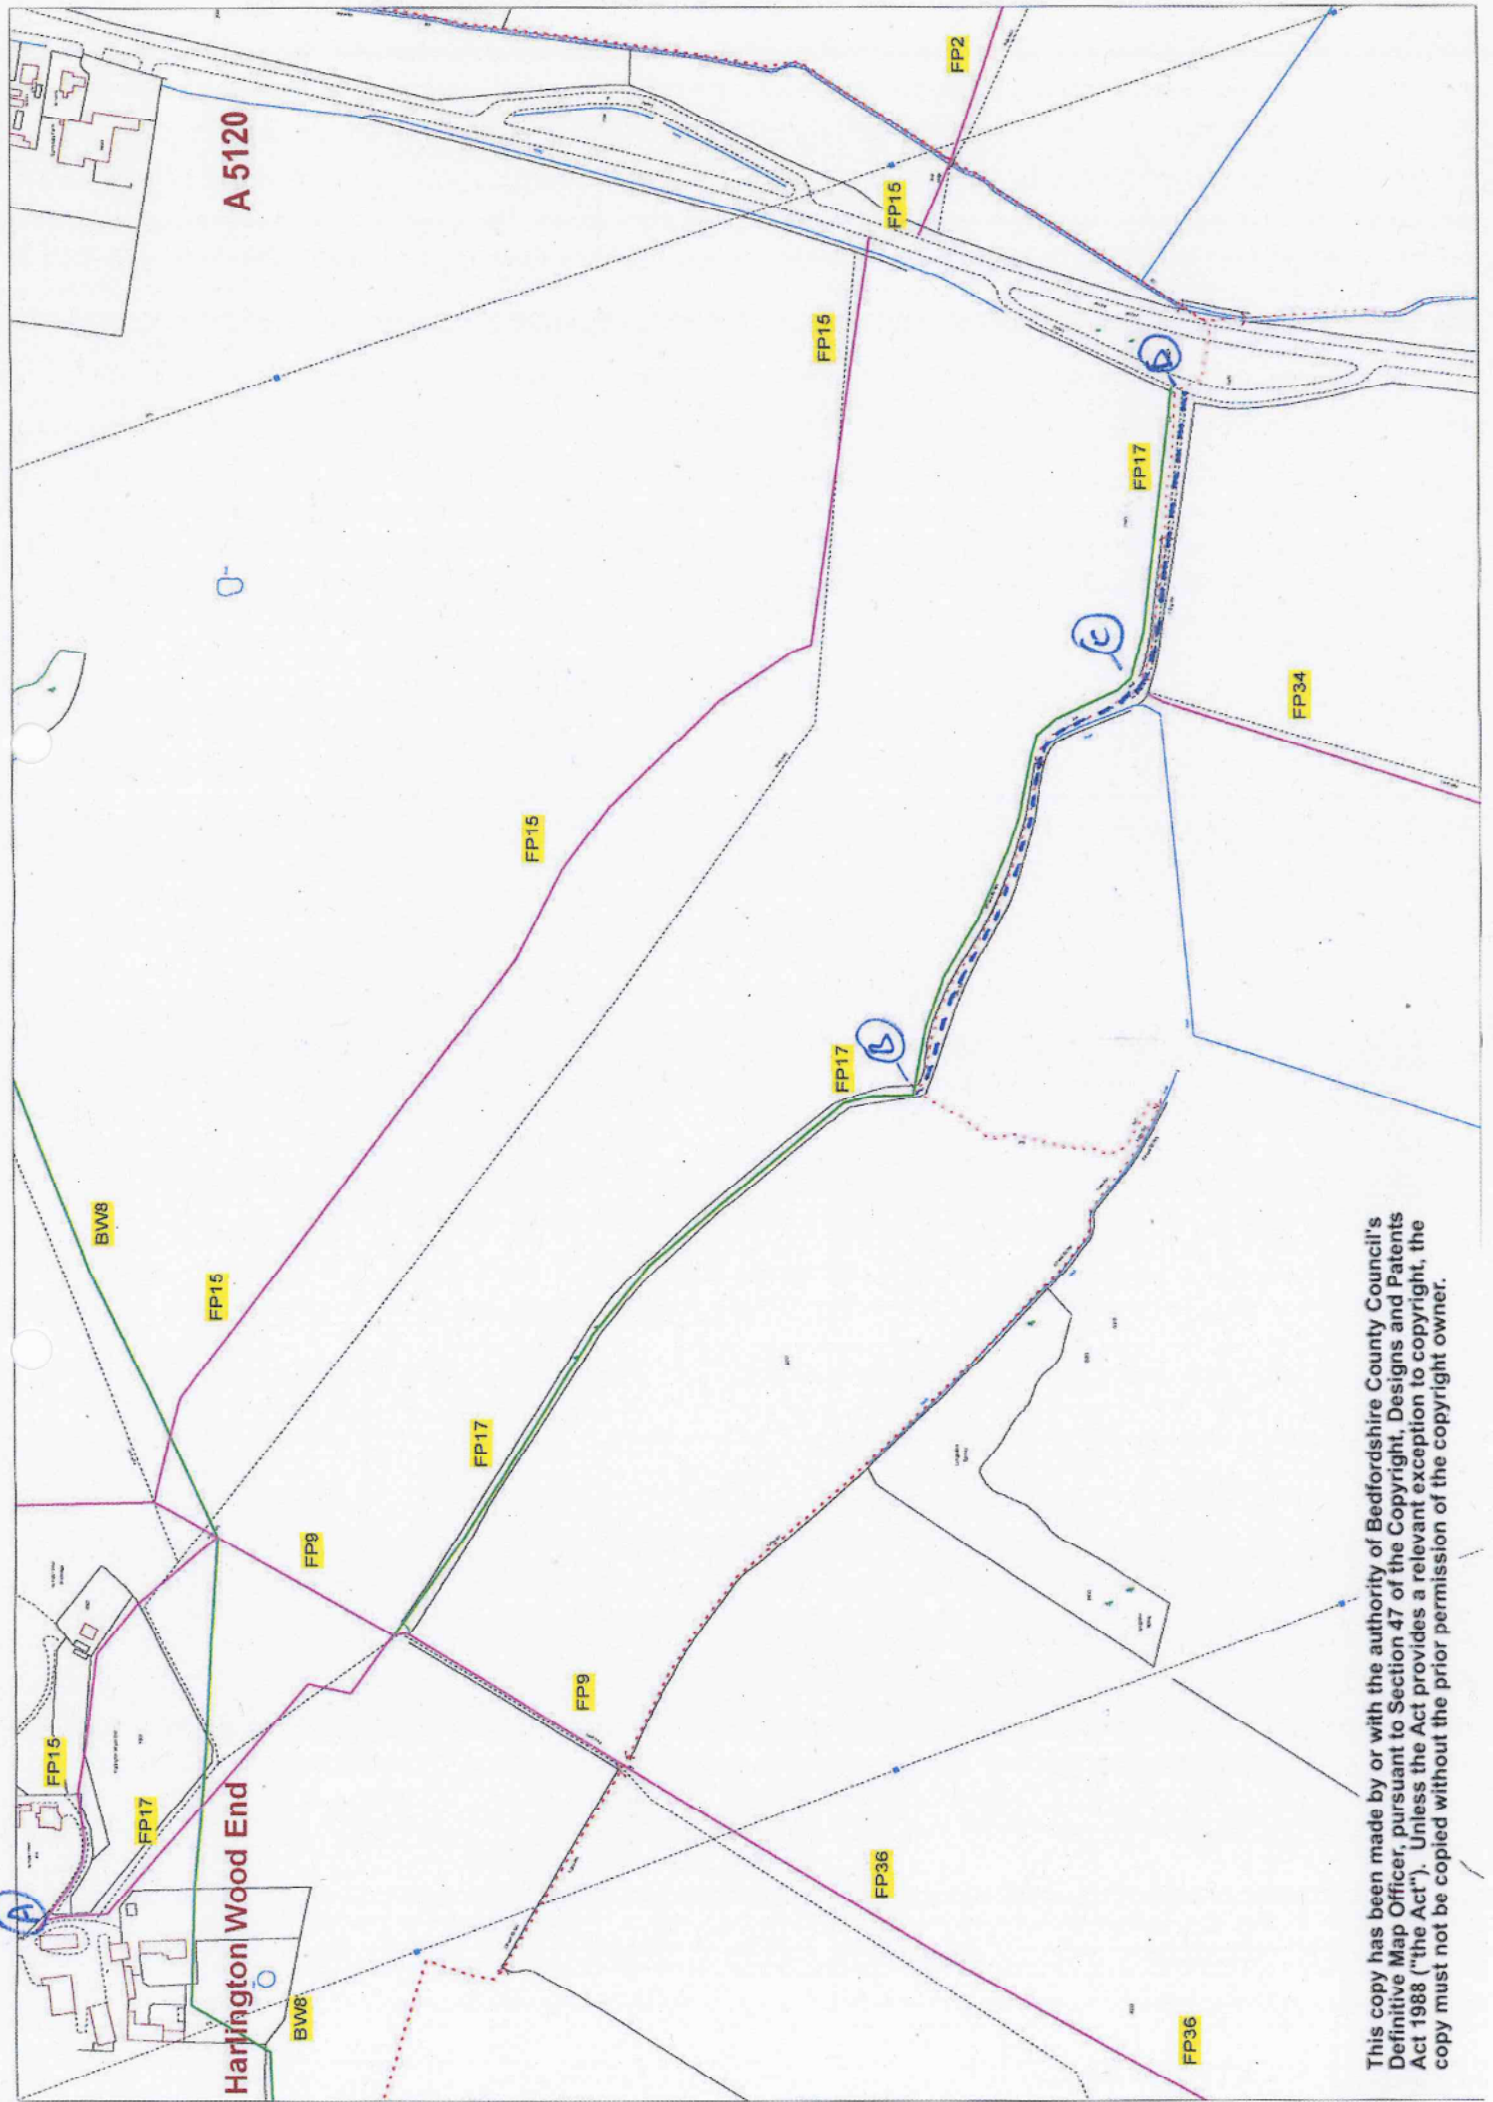 A 5120
FP2
FP15
FP15
FP17
FP34
FP15
FP17
BW8
FP15
FP17
FP9
FP9
FP15
FP17
Harlington Wood End
BW8
FP36
FP36
A
B
C
D
This copy has been made by or with the authority of Bedfordshire County Council's
Definitive Map Officer, pursuant to Section 47 of the Copyright, Designs and Patents
Act 1988 ("the Act"). Unless the Act provides a relevant exception to copyright, the
copy must not be copied without the prior permission of the copyright owner.